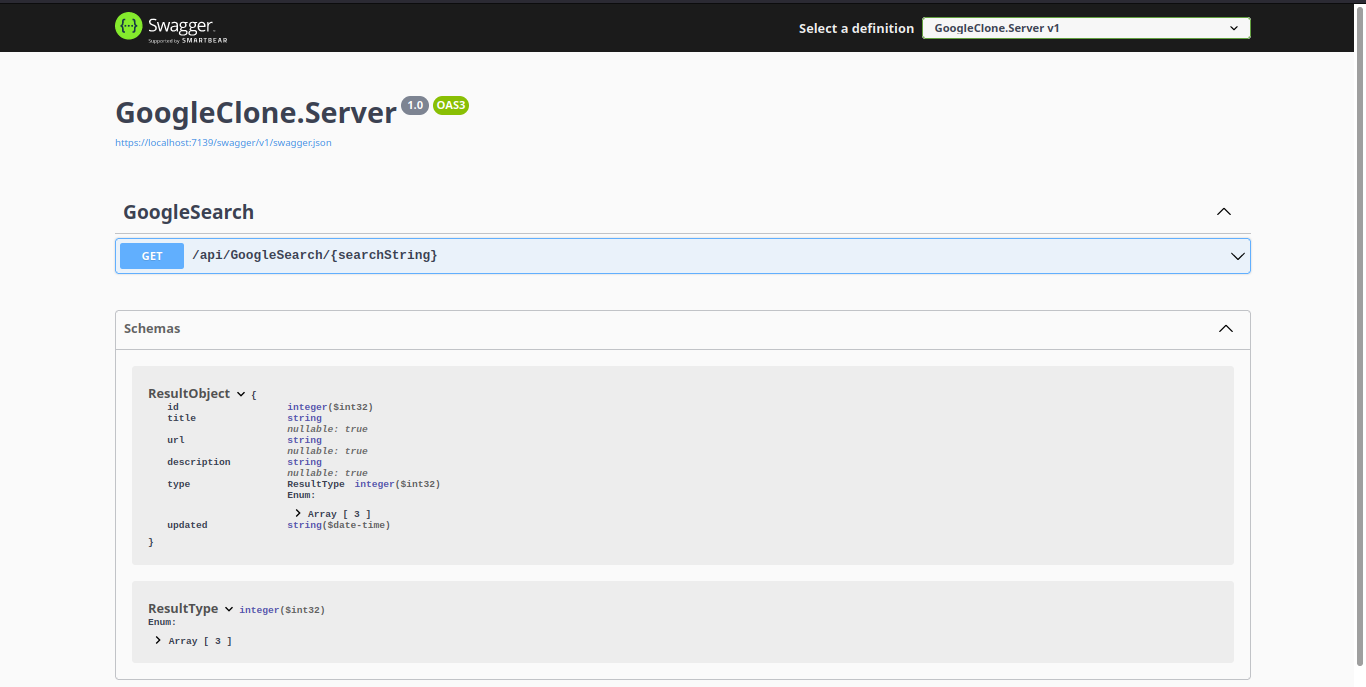 Swagger.
Supported by SMARTBEAR
Select a definition
GoogleClone.Server v1
GoogleClone.Server 1.0 OAS3
https://localhost:7139/swagger/v1/swagger.json
GoogleSearch
GET /api/GoogleSearch/{searchString}
Schemas
ResultObject {
id integer($int32)
title string
nullable: true
url string
nullable: true
description string
nullable: true
type ResultType integer($int32)
Enum:
Array [ 3 ]
updated string($date-time)
}
ResultType integer($int32)
Enum:
Array [ 3 ]